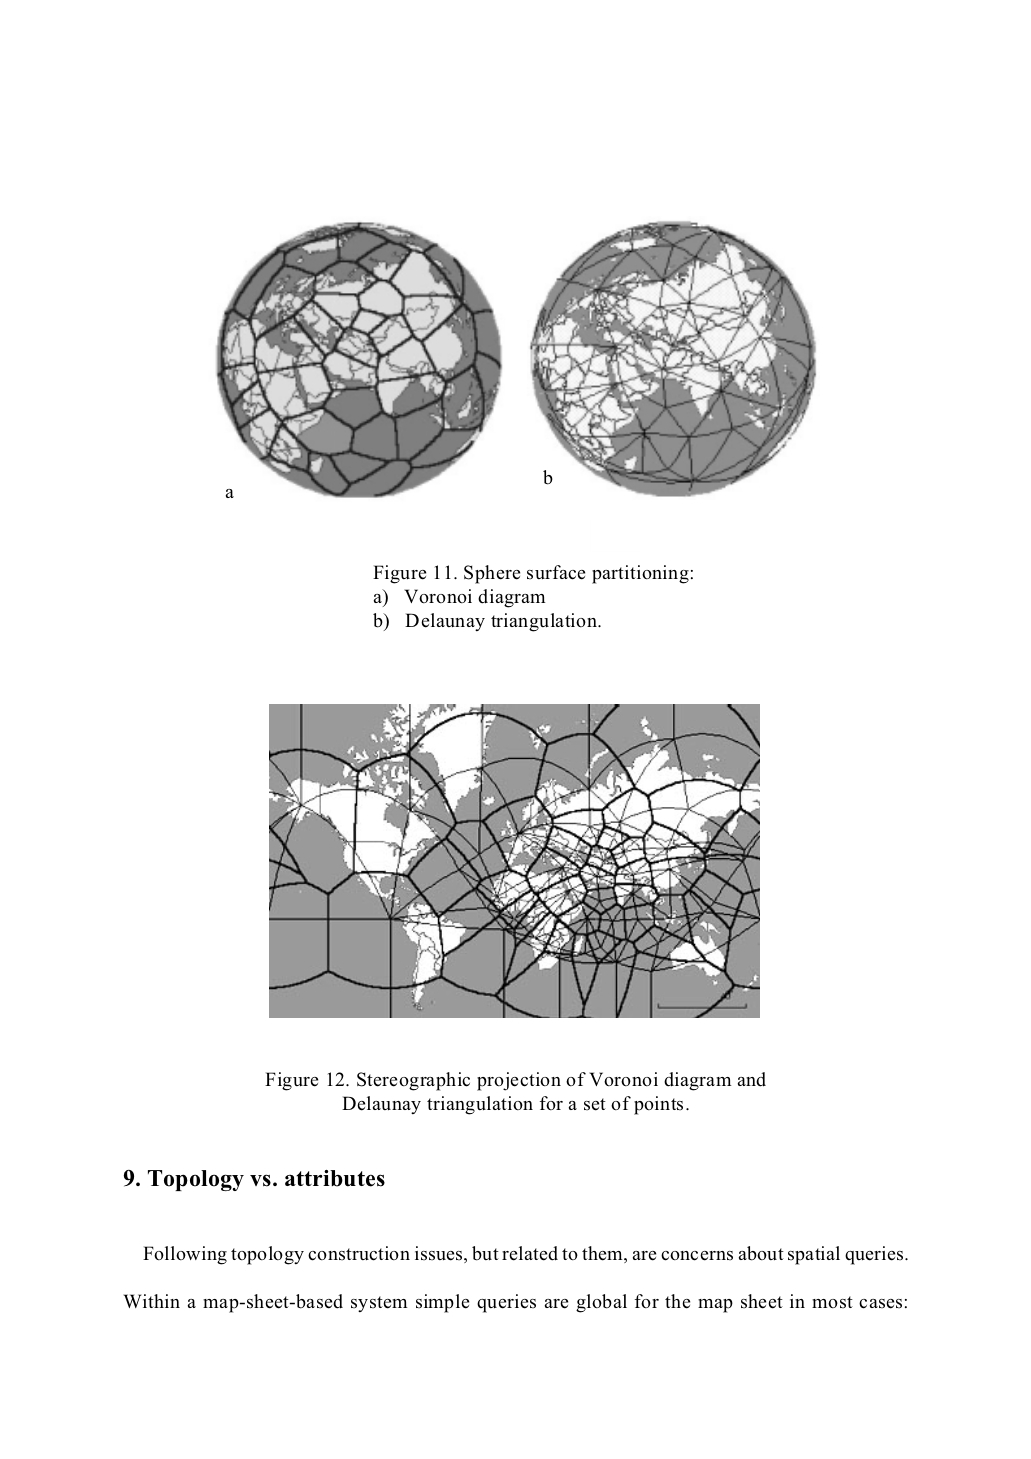 b
a
Figure 11. Sphere surface partitioning:
a) Voronoi diagram
b) Delaunay triangulation.
Figure 12. Stereographic projection of Voronoi diagram and
Delaunay triangulation for a set of points.
9. Topology vs. attributes
Following topology construction issues, but related to them, are concerns about spatial queries.
Within a map-sheet-based system simple queries are global for the map sheet in most cases: